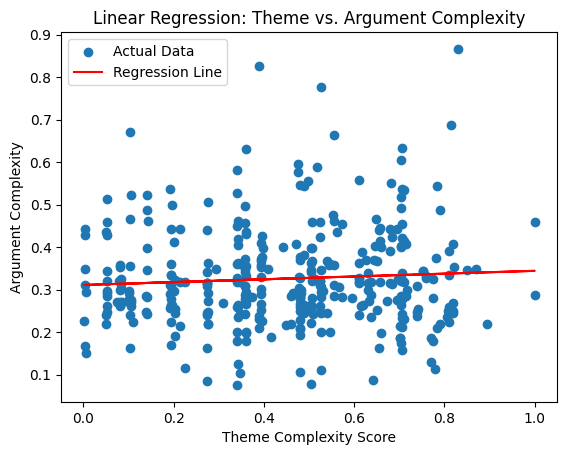 Linear Regression: Theme vs. Argument Complexity
Actual Data
Regression Line
Argument Complexity
0.9
0.8
0.7
0.6
0.5
0.4
0.3
0.2
0.1
0.0 0.2 0.4 0.6 0.8 1.0
Theme Complexity Score